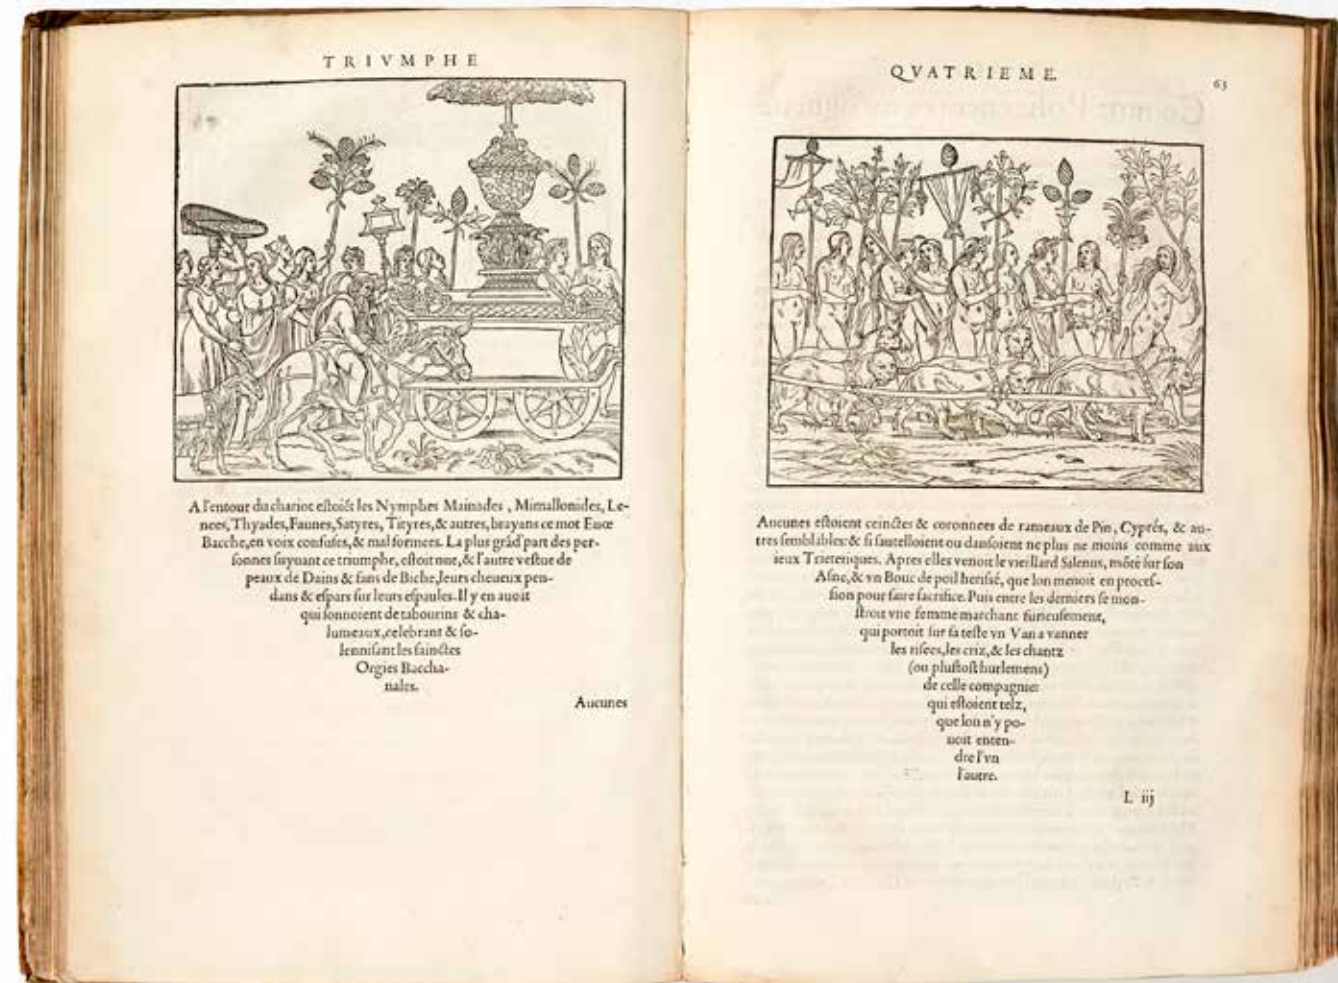 TRIVMPHE
A l'entour du chariot estoiẽt les Nymphes Mainades , Mimallonides, Le-
nees, Thyades, Faunes, Satyres, Tityres, & autres, brayans ce mot Euœ
Bacche, en voix confuses, & mal formees. La plus grãd part des per-
sonnes suyuant ce triumphe, estoit nue, & l'autre vestue de
peaux de Dains & fans de Biche, leurs cheueux pen-
dans & espars sur leurs espaules. Il y en auoit
qui sonnoient de tabourins & cha-
lumeaux, celebrant & so-
lennisant les sainctes
Orgies Baccha-
nales.
Aucunes
QVATRIEME.
63
Aucunes estoient ceinctes & coronnees de rameaux de Pin, Cyprés, & au-
tres semblables: & si sautelloient ou dansoient ne plus ne moins comme aux
ieux Trieteriques. Apres elles venoit le vieillard Salenus, mõté sur son
Asne, & vn Bouc de poil herissé, que lon menoit en proces-
sion pour faire sacrifice. Puis entre les derniers se mon-
stroit vne femme marchant furieusement,
qui portoit sur sa teste vn Van a vanner
les risees, les criz, & les chantz
(ou plustost hurlemens)
de celle compagnie:
qui estoient telz,
que lon n'y po-
uoit enten-
dre l'vn
l'autre.
L iij